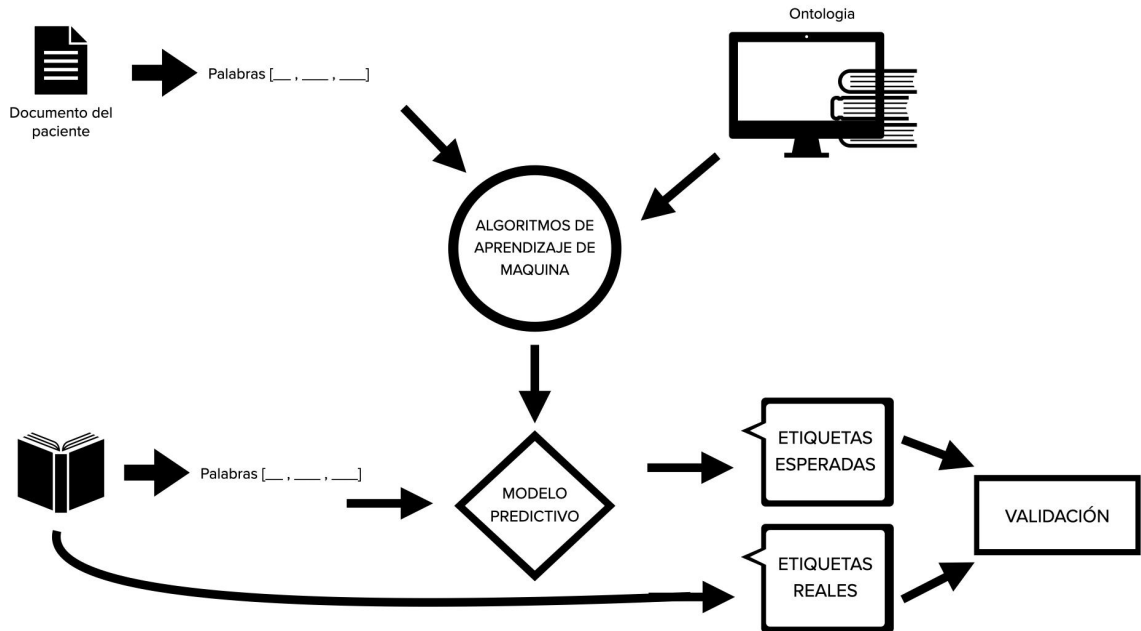 Ontologia
Palabras [__ , ___ , ___]
Documento del
paciente
ALGORITMOS DE
APRENDIZAJE DE
MAQUINA
Palabras [__ , ___ , ___]
MODELO
PREDICTIVO
ETIQUETAS
ESPERADAS
VALIDACIÓN
ETIQUETAS
REALES